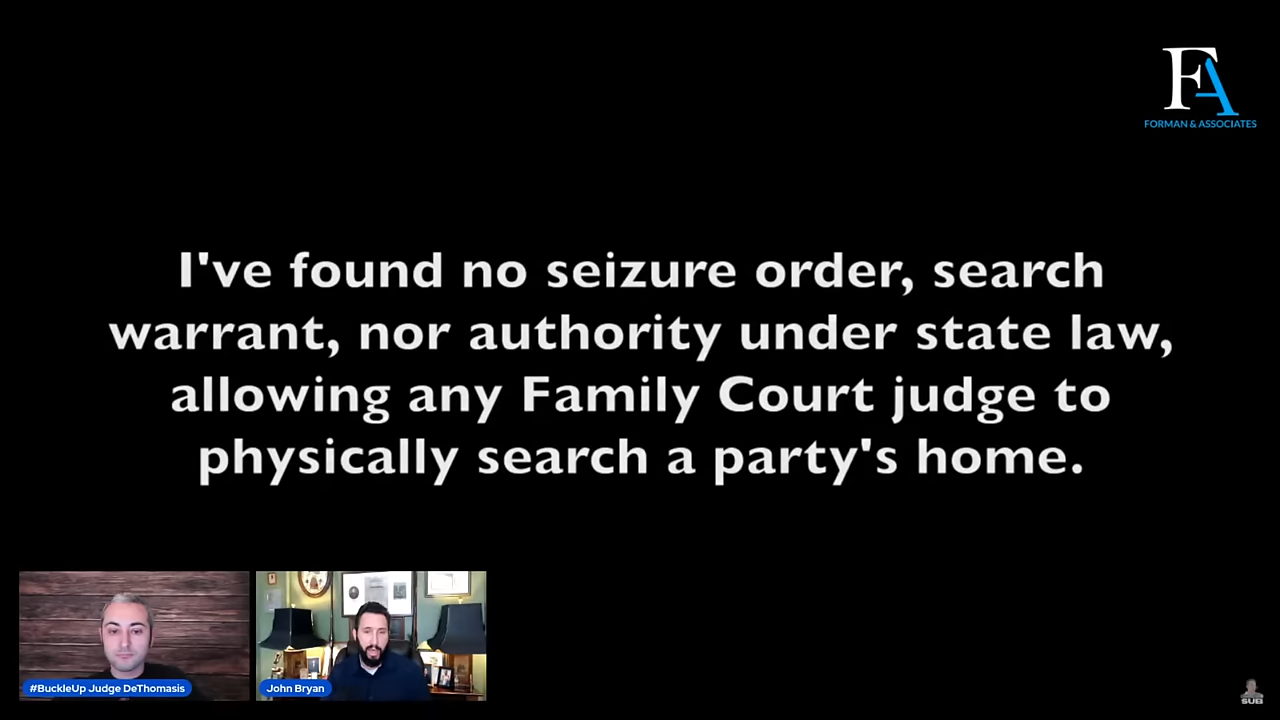 FA
FORMAN & ASSOCIATES
I've found no seizure order, search
warrant, nor authority under state law,
allowing any Family Court judge to
physically search a party's home.
#BuckleUp Judge DeThomasis
John Bryan
SUB